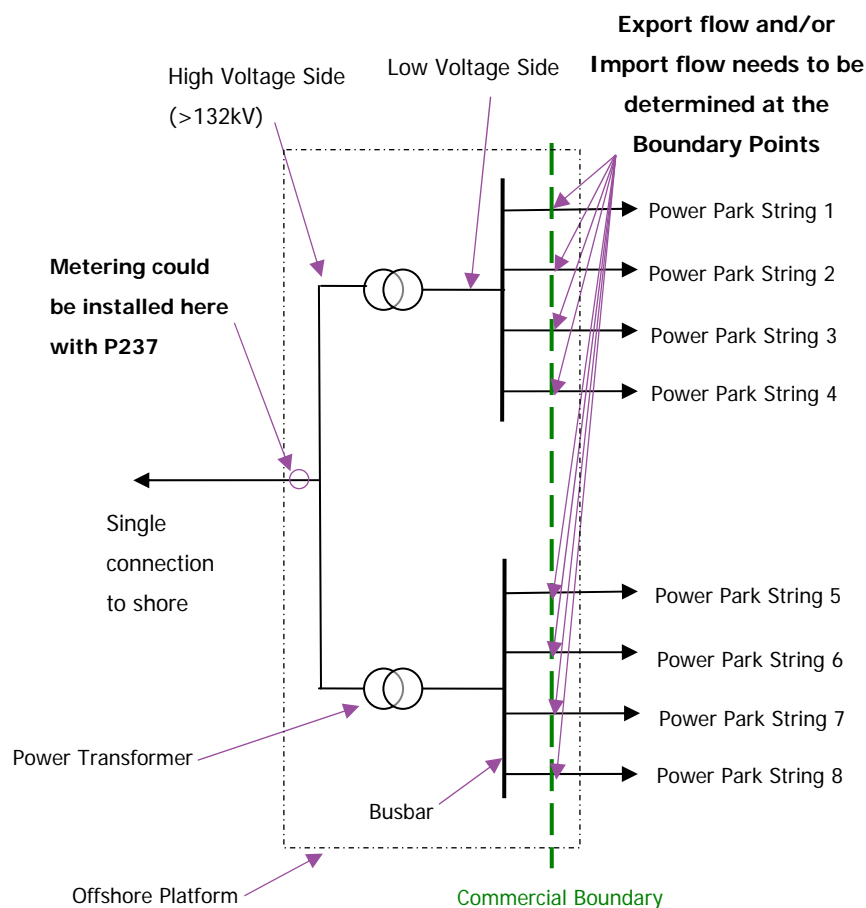 Export flow and/or
Import flow needs to be
determined at the
Boundary Points
High Voltage Side
(>132kV)
Low Voltage Side
Power Park String 1
Power Park String 2
Power Park String 3
Power Park String 4
Metering could
be installed here
with P237
Single
connection
to shore
Power Park String 5
Power Park String 6
Power Park String 7
Power Park String 8
Power Transformer
Busbar
Offshore Platform
Commercial Boundary